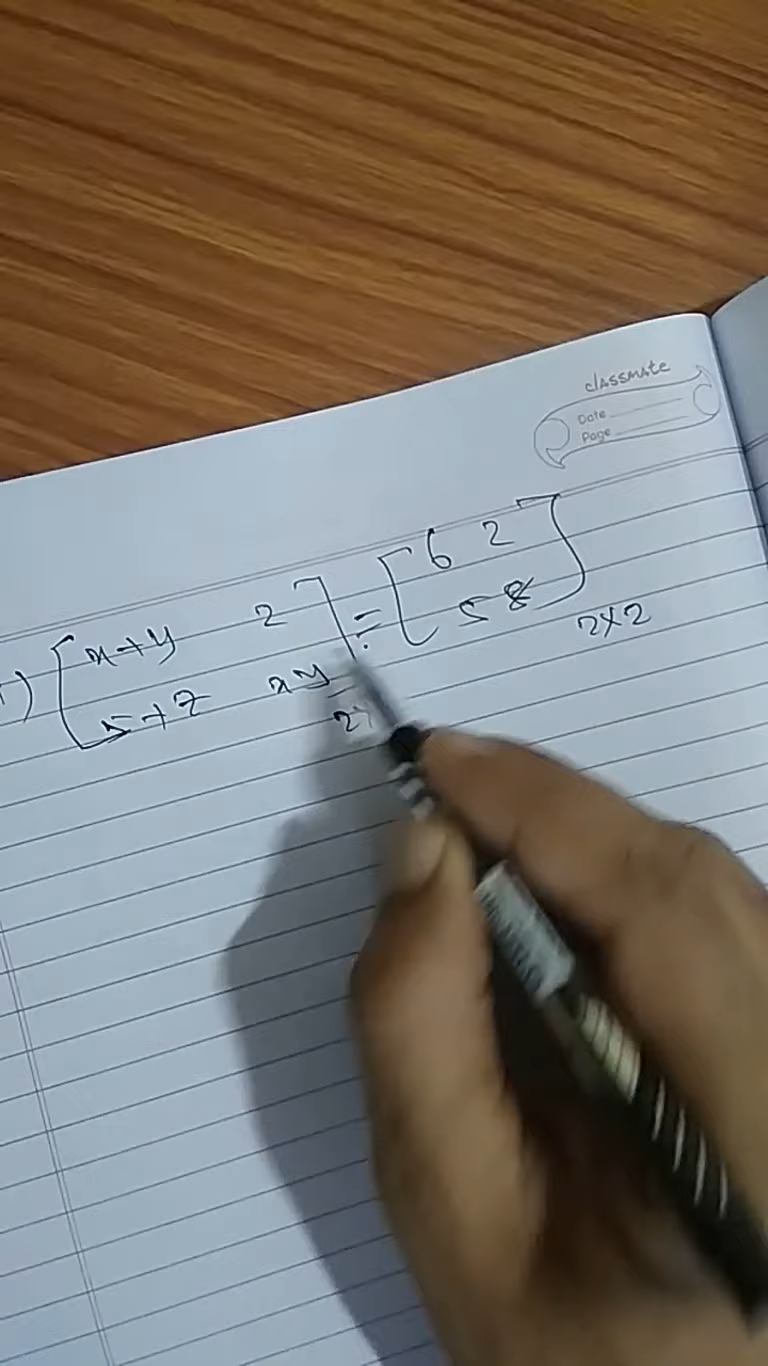 classmate
Date
Page
[x+y 2] = [6 2]
[5+z xy] [5 8] 2×2